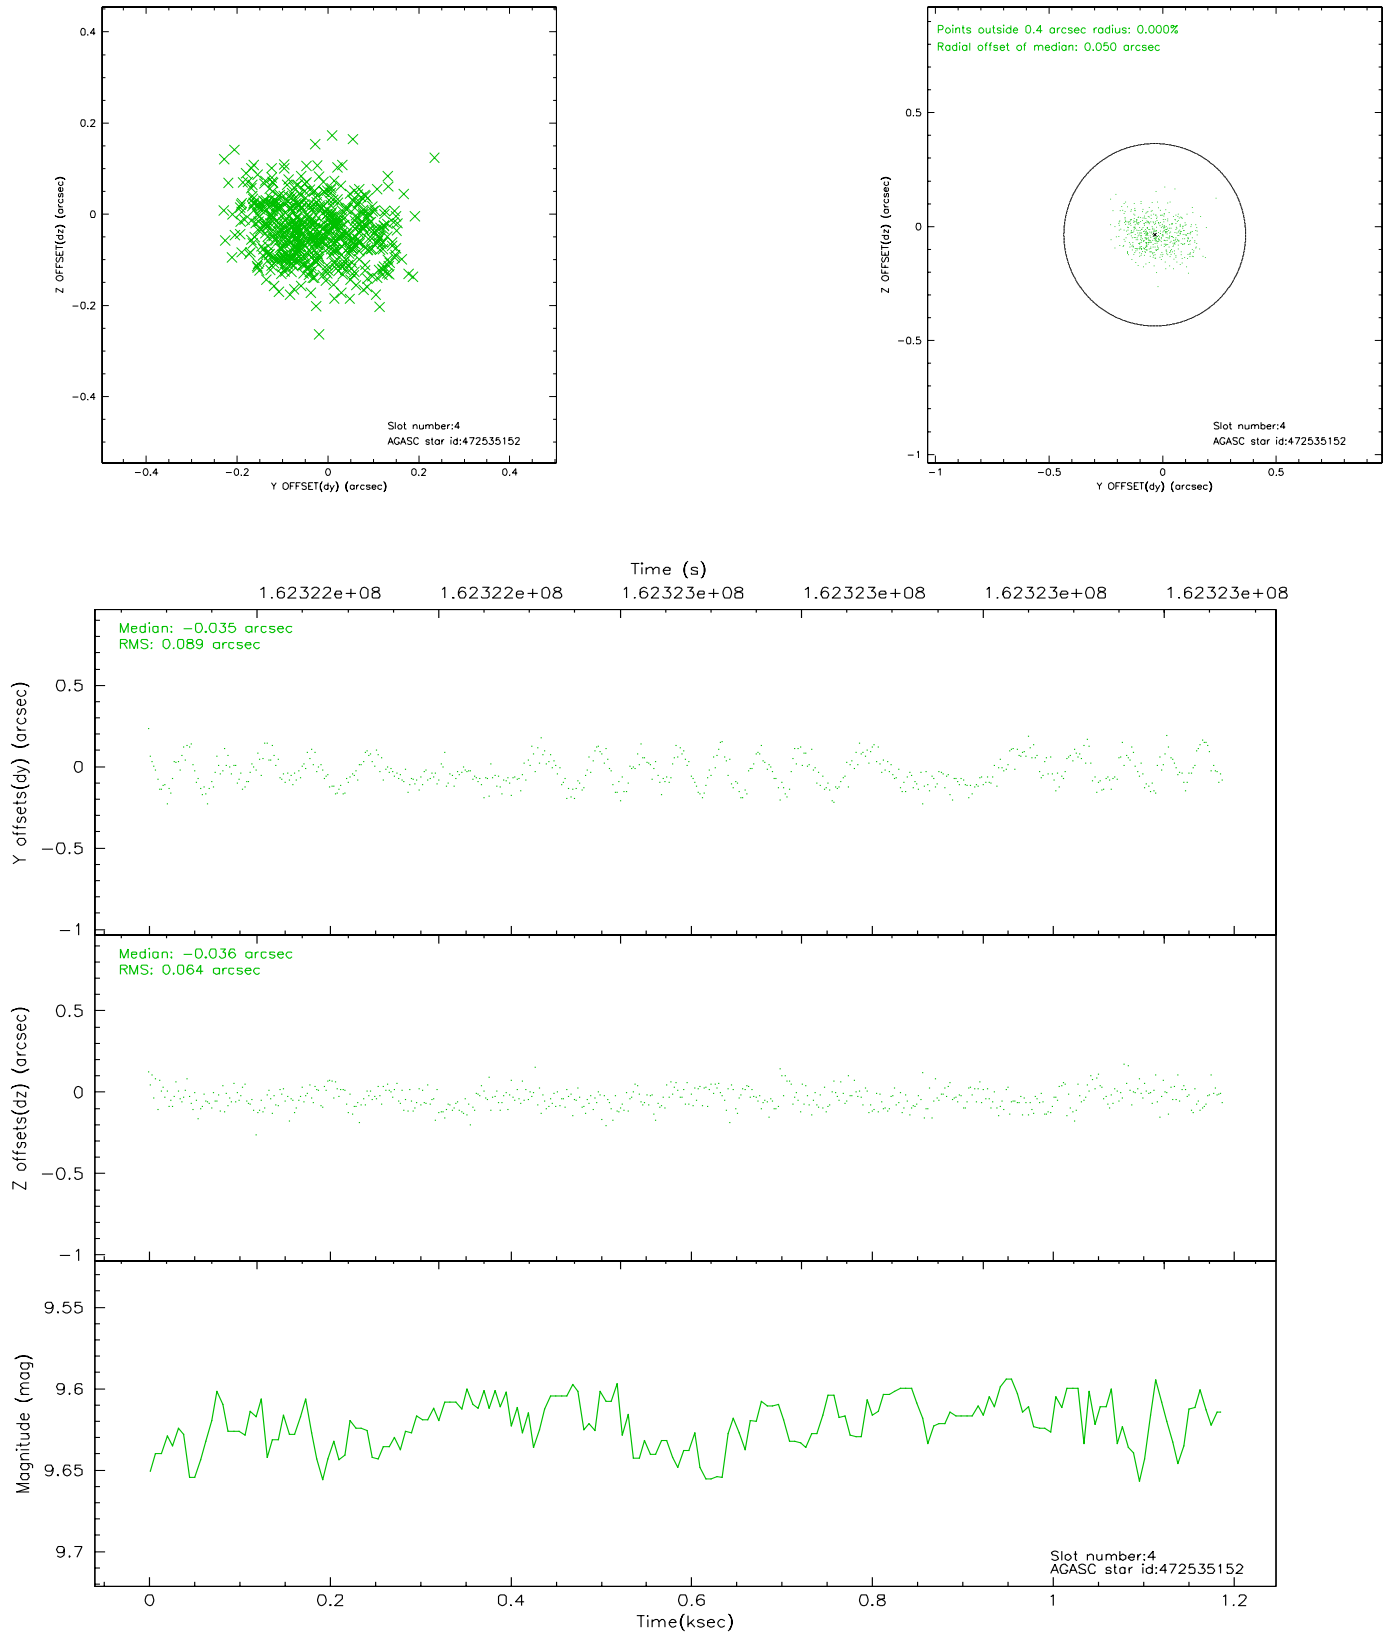 0.4
0.2
0
−0.2
−0.4
Z OFFSET(dz) (arcsec)
Slot number:4
AGASC star id:472535152
−0.4 −0.2 0 0.2 0.4
Y OFFSET(dy) (arcsec)
Points outside 0.4 arcsec radius: 0.000%
Radial offset of median: 0.050 arcsec
0.5
0
−0.5
−1
Z OFFSET(dz) (arcsec)
Slot number:4
AGASC star id:472535152
−1 −0.5 0 0.5
Y OFFSET(dy) (arcsec)
Time (s)
1.62322e+08 1.62322e+08 1.62323e+08 1.62323e+08 1.62323e+08 1.62323e+08
Median: −0.035 arcsec
RMS: 0.089 arcsec
0.5
0
−0.5
−1
Y offsets(dy) (arcsec)
Median: −0.036 arcsec
RMS: 0.064 arcsec
0.5
0
−0.5
−1
Z offsets(dz) (arcsec)
9.55
9.6
9.65
9.7
Magnitude (mag)
Slot number:4
AGASC star id:472535152
0 0.2 0.4 0.6 0.8 1 1.2
Time(ksec)